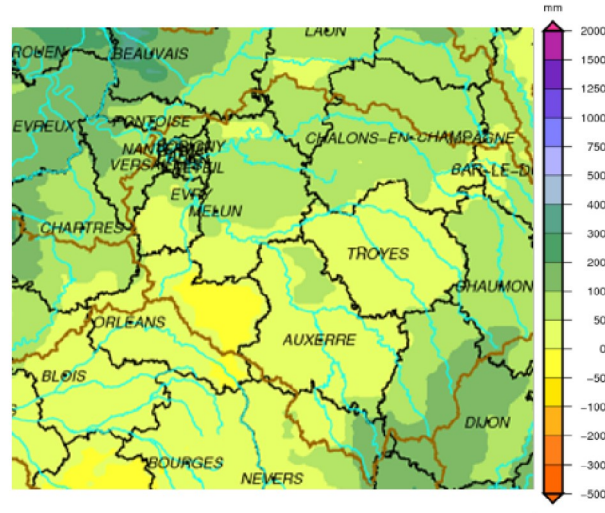 mm
LAON
ROUEN
BEAUVAIS
2000
1500
1250
1000
750
500
400
300
200
100
50
0
-50
-100
-200
-300
-500
PONTOISE
EVREUX
CHALONS-EN-CHAMPAGNE
BAR-LE-D
EVRY
MELUN
CHARTRES
TROYES
CHAUMON
ORLEANS
AUXERRE
BLOIS
DIJON
BOURGES
NEVERS